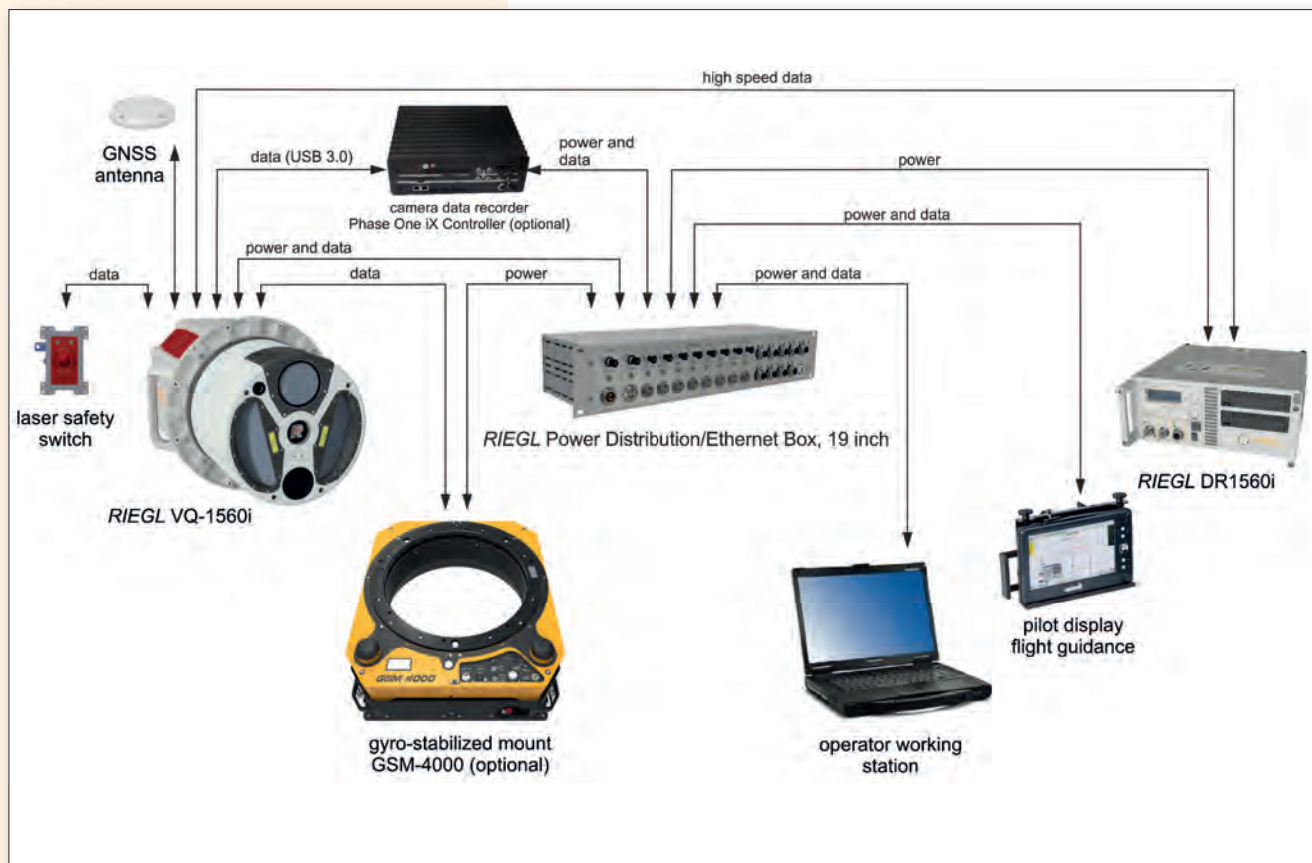 high speed data
GNSS
antenna
data (USB 3.0)
power and
data
power
camera data recorder
Phase One iX Controller (optional)
power and data
power and data
data
data
power
power and data
laser safety
switch
RIEGL VQ-1560i
RIEGL Power Distribution/Ethernet Box, 19 inch
RIEGL DR1560i
GSM 4000
gyro-stabilized mount
GSM-4000 (optional)
operator working
station
pilot display
flight guidance